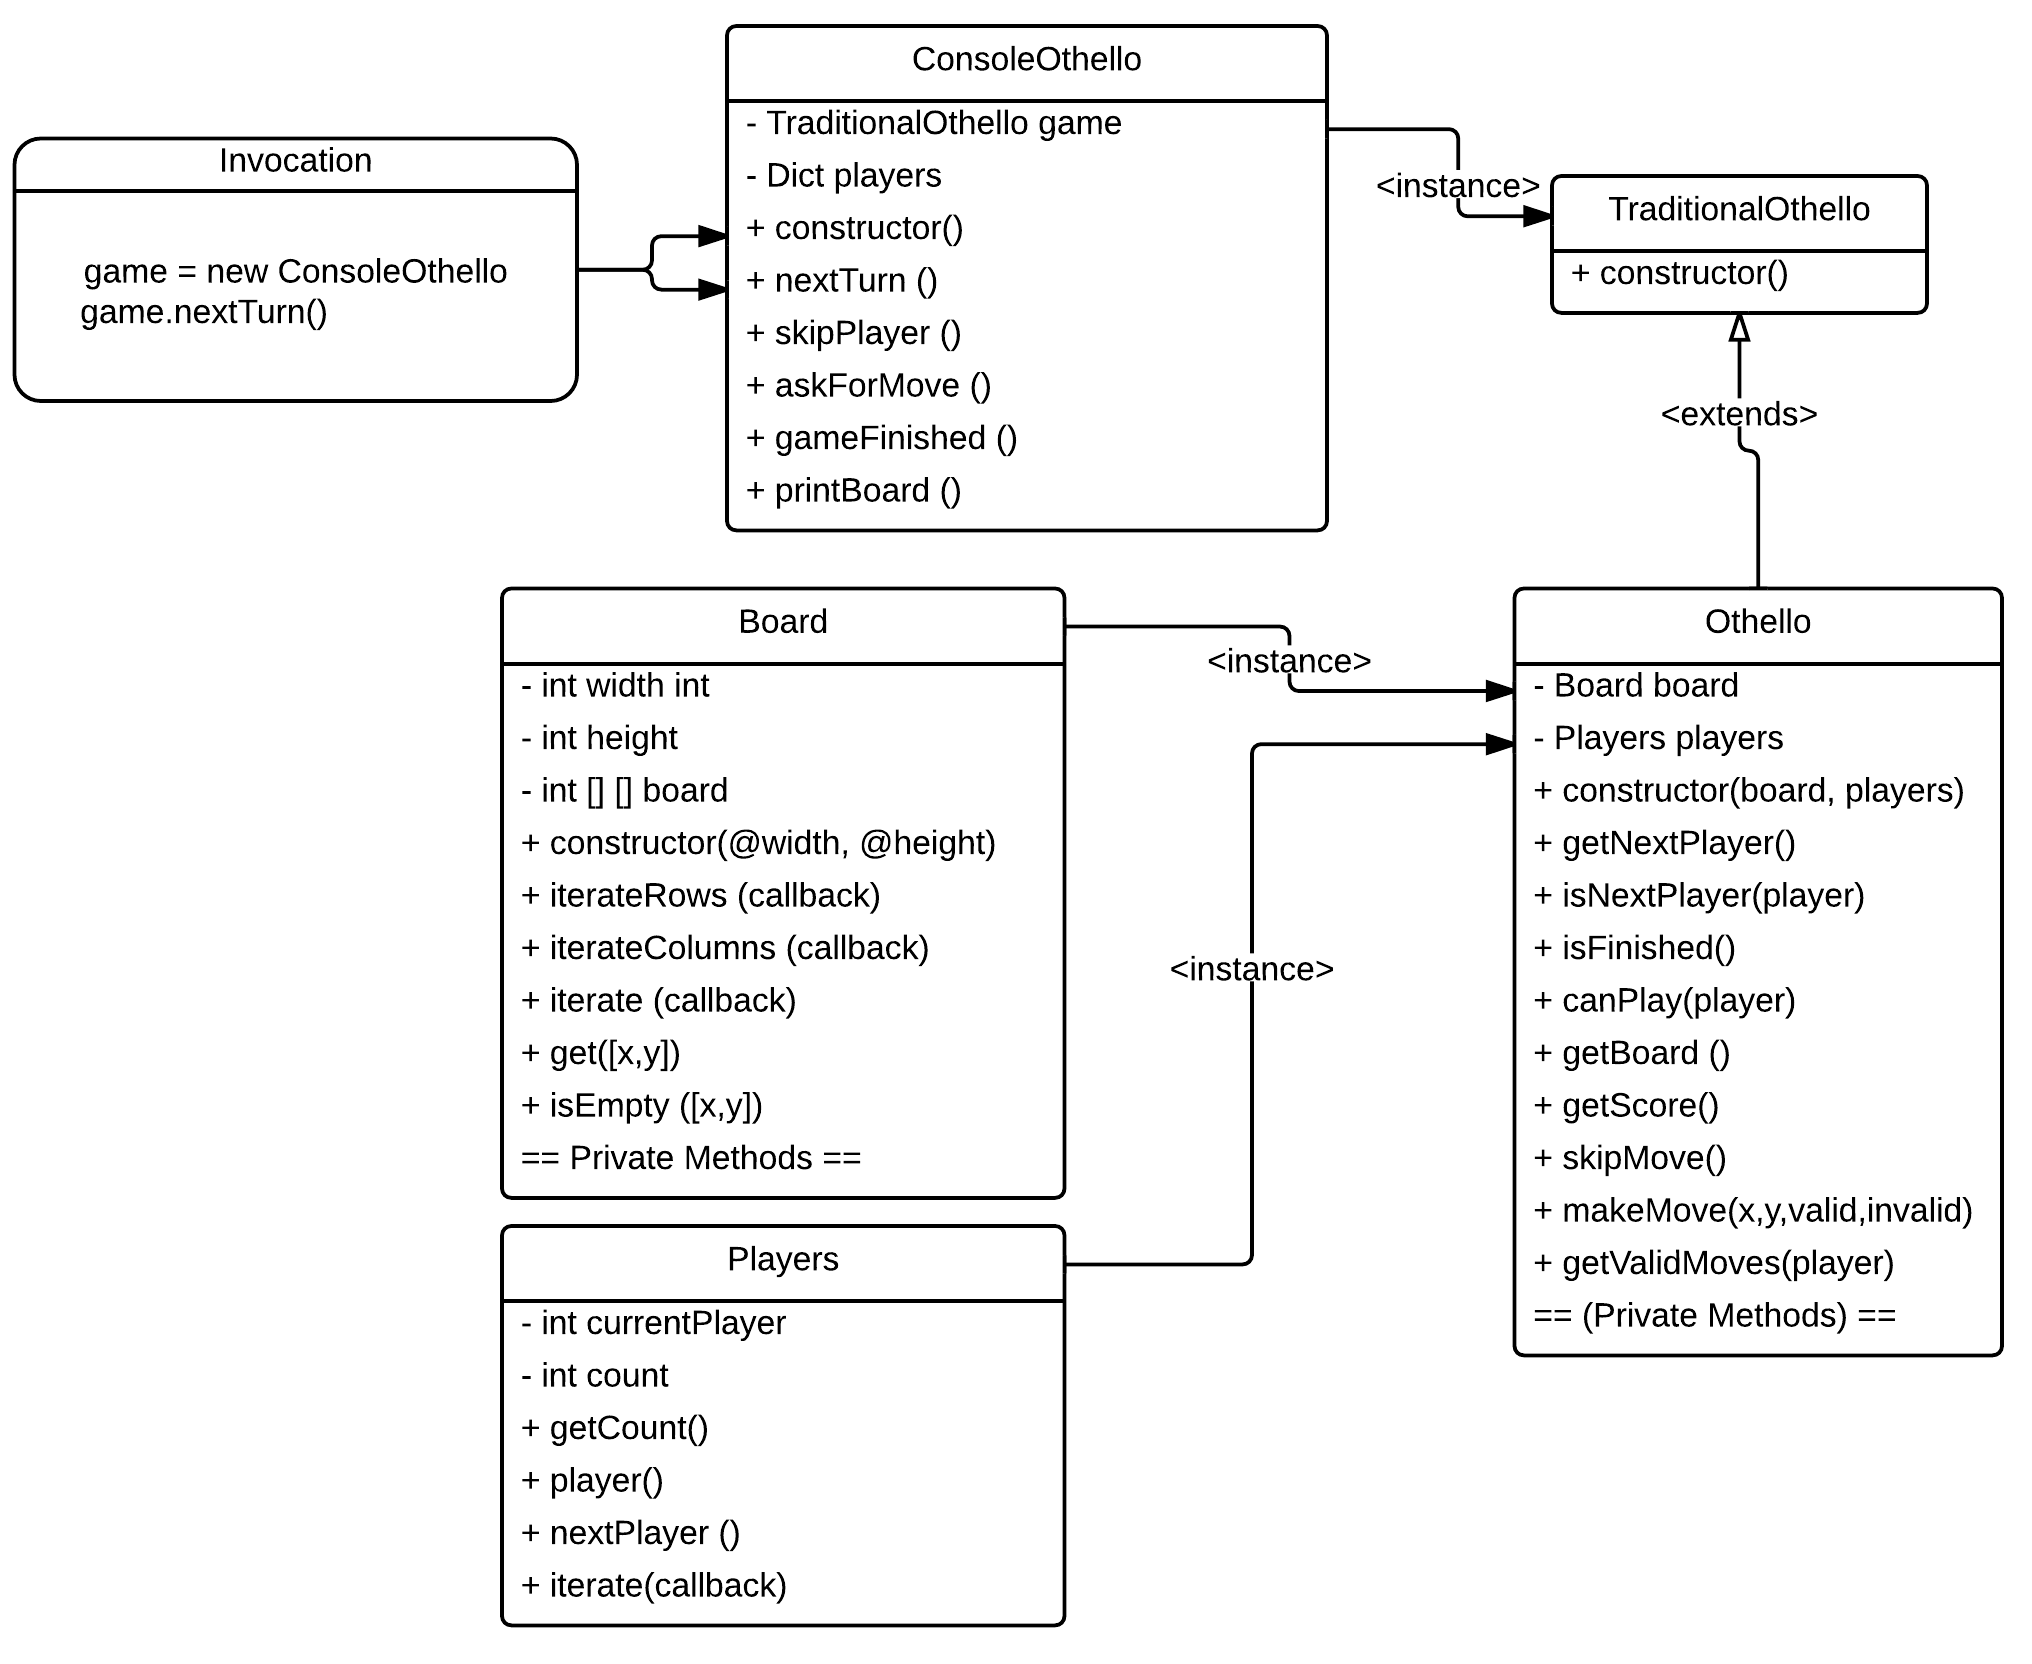 ConsoleOthello
- TraditionalOthello game
- Dict players
+ constructor()
+ nextTurn ()
+ skipPlayer ()
+ askForMove ()
+ gameFinished ()
+ printBoard ()
Invocation
game = new ConsoleOthello
game.nextTurn()
<instance>
TraditionalOthello
+ constructor()
<extends>
Board
- int width int
- int height
- int [] [] board
+ constructor(@width, @height)
+ iterateRows (callback)
+ iterateColumns (callback)
+ iterate (callback)
+ get([x,y])
+ isEmpty ([x,y])
== Private Methods ==
<instance>
<instance>
Othello
- Board board
- Players players
+ constructor(board, players)
+ getNextPlayer()
+ isNextPlayer(player)
+ isFinished()
+ canPlay(player)
+ getBoard ()
+ getScore()
+ skipMove()
+ makeMove(x,y,valid,invalid)
+ getValidMoves(player)
== (Private Methods) ==
Players
- int currentPlayer
- int count
+ getCount()
+ player()
+ nextPlayer ()
+ iterate(callback)